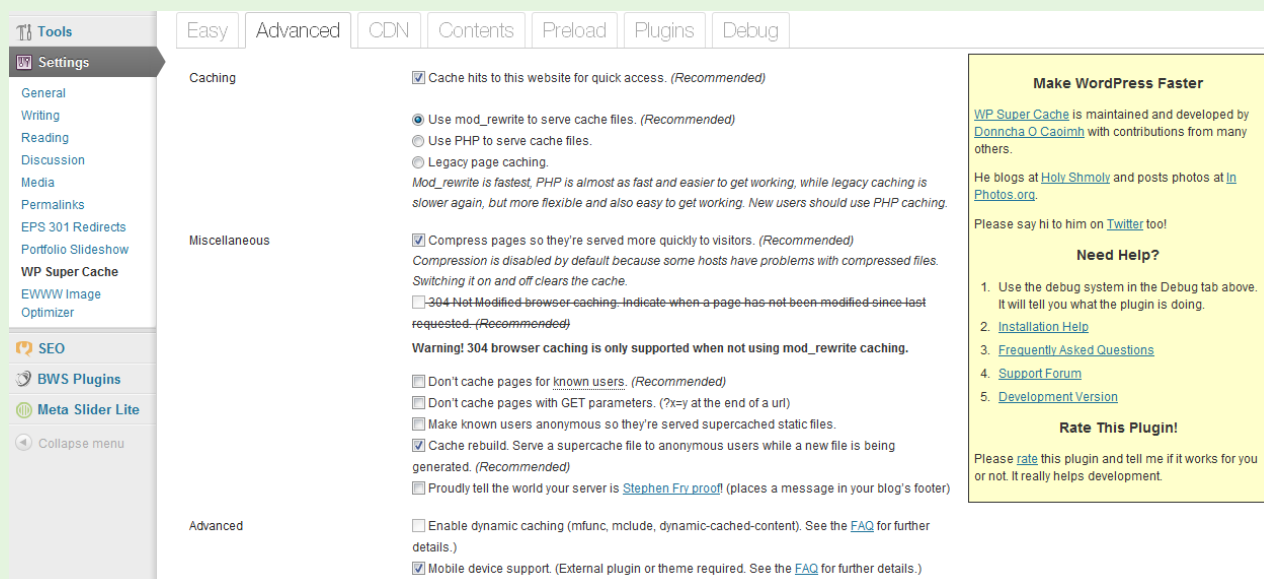 Tools
Settings
General
Writing
Reading
Discussion
Media
Permalinks
EPS 301 Redirects
Portfolio Slideshow
WP Super Cache
EWWW Image
Optimizer
SEO
BWS Plugins
Meta Slider Lite
Collapse menu
Easy
Advanced
CDN
Contents
Preload
Plugins
Debug
Caching
Cache hits to this website for quick access. (Recommended)
Use mod_rewrite to serve cache files. (Recommended)
Use PHP to serve cache files.
Legacy page caching.
Mod_rewrite is fastest, PHP is almost as fast and easier to get working, while legacy caching is
slower again, but more flexible and also easy to get working. New users should use PHP caching.
Miscellaneous
Compress pages so they're served more quickly to visitors. (Recommended)
Compression is disabled by default because some hosts have problems with compressed files.
Switching it on and off clears the cache.
304 Not Modified browser caching. Indicate when a page has not been modified since last
requested. (Recommended)
Warning! 304 browser caching is only supported when not using mod_rewrite caching.
Don't cache pages for known users. (Recommended)
Don't cache pages with GET parameters. (?x=y at the end of a url)
Make known users anonymous so they're served supercached static files.
Cache rebuild. Serve a supercache file to anonymous users while a new file is being
generated. (Recommended)
Proudly tell the world your server is Stephen Fry proof! (places a message in your blog's footer)
Advanced
Enable dynamic caching (mfunc, mclude, dynamic-cached-content). See the FAQ for further
details.)
Mobile device support. (External plugin or theme required. See the FAQ for further details.)
Make WordPress Faster
WP Super Cache is maintained and developed by
Donncha O Caoimh with contributions from many
others.
He blogs at Holy Shmoly and posts photos at In
Photos.org.
Please say hi to him on Twitter too!
Need Help?
1. Use the debug system in the Debug tab above.
It will tell you what the plugin is doing.
2. Installation Help
3. Frequently Asked Questions
4. Support Forum
5. Development Version
Rate This Plugin!
Please rate this plugin and tell me if it works for you
or not. It really helps development.